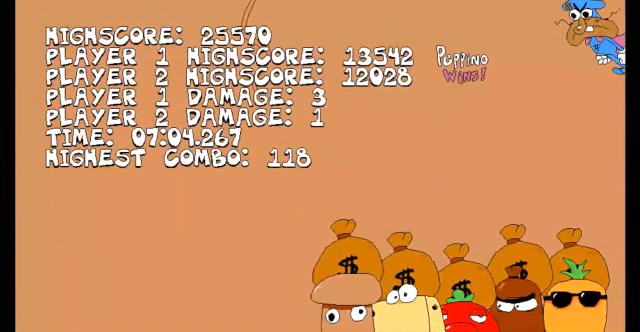 HIGHSCORE: 25570
PLAYER 1 HIGHSCORE: 13542
PLAYER 2 HIGHSCORE: 12028
PLAYER 1 DAMAGE: 3
PLAYER 2 DAMAGE: 1
TIME: 07:04.267
HIGHEST COMBO: 118
Peppino
Wins!
$
$
$
$